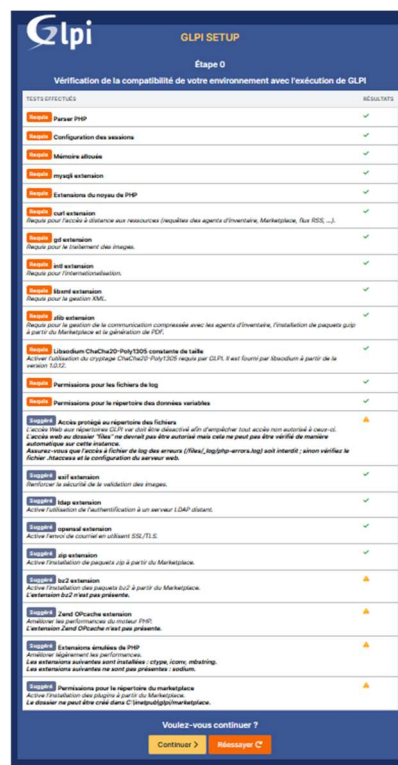 Glpi
GLPI SETUP
Étape 0
Vérification de la compatibilité de votre environnement avec l'exécution de GLPI
TESTS EFFECTUÉS RÉSULTATS
Requis Parser PHP
Requis Configuration des sessions
Requis Mémoire allouée
Requis mysqli extension
Requis Extensions du noyau de PHP
Requis curl extension
Requis pour l'accès à distance aux ressources (requêtes des agents d'inventaire, Marketplace, flux RSS, ...).
Requis gd extension
Requis pour le traitement des images.
Requis intl extension
Requis pour l'internationalisation.
Requis libxml extension
Requis pour la gestion XML.
Requis zlib extension
Requis pour la gestion de la communication compressée avec les agents d'inventaire, l'installation de paquets gzip
à partir du Marketplace et la génération de PDF.
Requis Libsodium ChaCha20-Poly1305 constante de taille
Activer l'utilisation du cryptage ChaCha20-Poly1305 requis par GLPI. Il est fourni par libsodium à partir de la
version 1.0.12.
Requis Permissions pour les fichiers de log
Requis Permissions pour le répertoire des données variables
Suggéré Accès protégé au répertoire des fichiers
L'accès Web aux répertoires GLPI var doit être désactivé afin d'empêcher tout accès non autorisé à ceux-ci.
L'accès web au dossier "files" ne devrait pas être autorisé mais cela ne peut pas être vérifié de manière
automatique sur cette instance.
Assurez-vous que l'accès à fichier de log des erreurs (/files/_log/php-errors.log) soit interdit ; sinon vérifiez le
fichier .htaccess et la configuration du serveur web.
Suggéré exif extension
Renforcer la sécurité de la validation des images.
Suggéré ldap extension
Active l'utilisation de l'authentification à un serveur LDAP distant.
Suggéré openssl extension
Active l'envoi de courriel en utilisant SSL/TLS.
Suggéré zip extension
Active l'installation de paquets zip à partir du Marketplace.
Suggéré bz2 extension
Active l'installation des paquets bz2 à partir du Marketplace.
L'extension bz2 n'est pas présente.
Suggéré Zend OPcache extension
Améliorer les performances du moteur PHP.
L'extension Zend OPcache n'est pas présente.
Suggéré Extensions émulées de PHP
Améliorer légèrement les performances.
Les extensions suivantes sont installées : ctype, iconv, mbstring.
Les extensions suivantes ne sont pas présentes : sodium.
Suggéré Permissions pour le répertoire du marketplace
Active l'installation des plugins à partir du Marketplace.
Le dossier ne peut être créé dans C:\inetpub\glpi/marketplace.
Voulez-vous continuer ?
Continuer > Réessayer